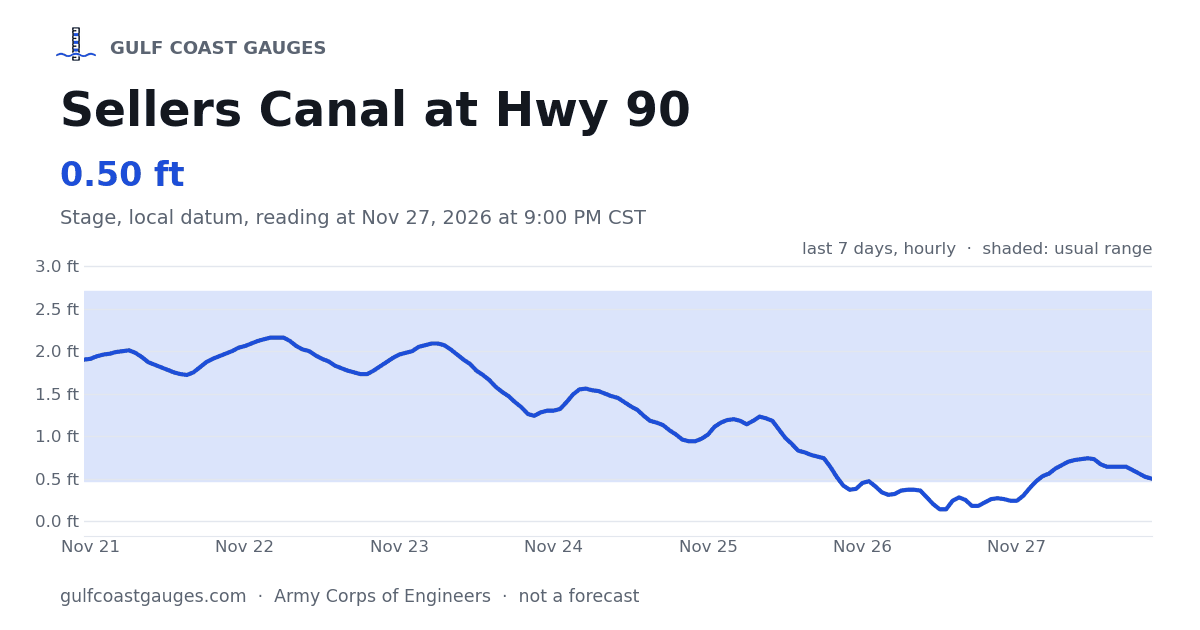 GULF COAST GAUGES
Sellers Canal at Hwy 90
0.50 ft
Stage, local datum, reading at Nov 27, 2026 at 9:00 PM CST
last 7 days, hourly · shaded: usual range
3.0 ft
2.5 ft
2.0 ft
1.5 ft
1.0 ft
0.5 ft
0.0 ft
Nov 21 Nov 22 Nov 23 Nov 24 Nov 25 Nov 26 Nov 27
gulfcoastgauges.com · Army Corps of Engineers · not a forecast